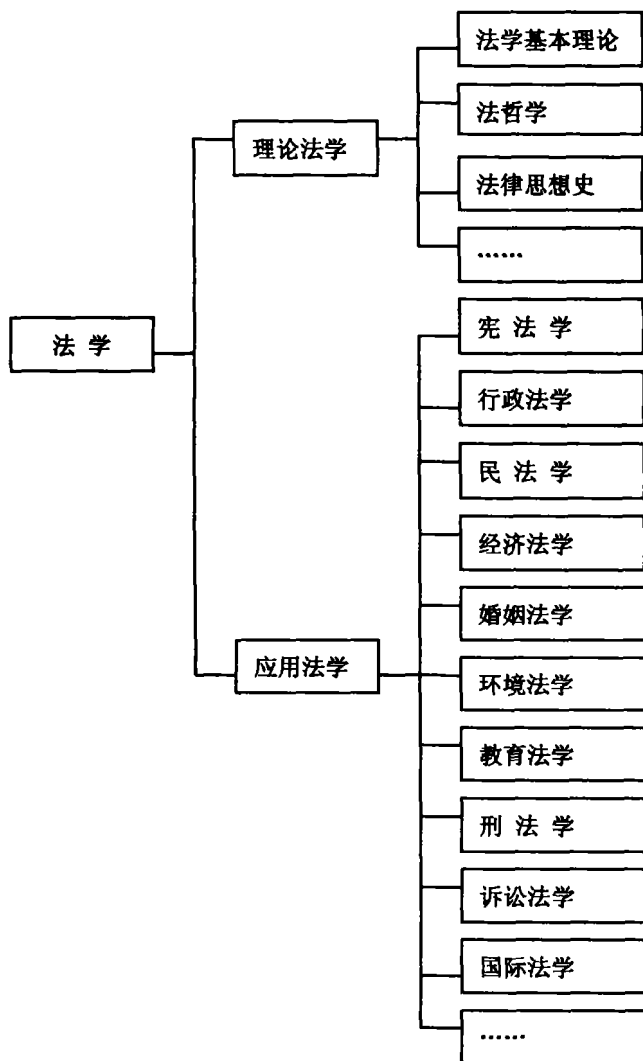 法学基本理论
法哲学
理论法学
法律思想史
……
法 学
宪 法 学
行政法学
民 法 学
经济法学
婚姻法学
应用法学
环境法学
教育法学
刑 法 学
诉讼法学
国际法学
……